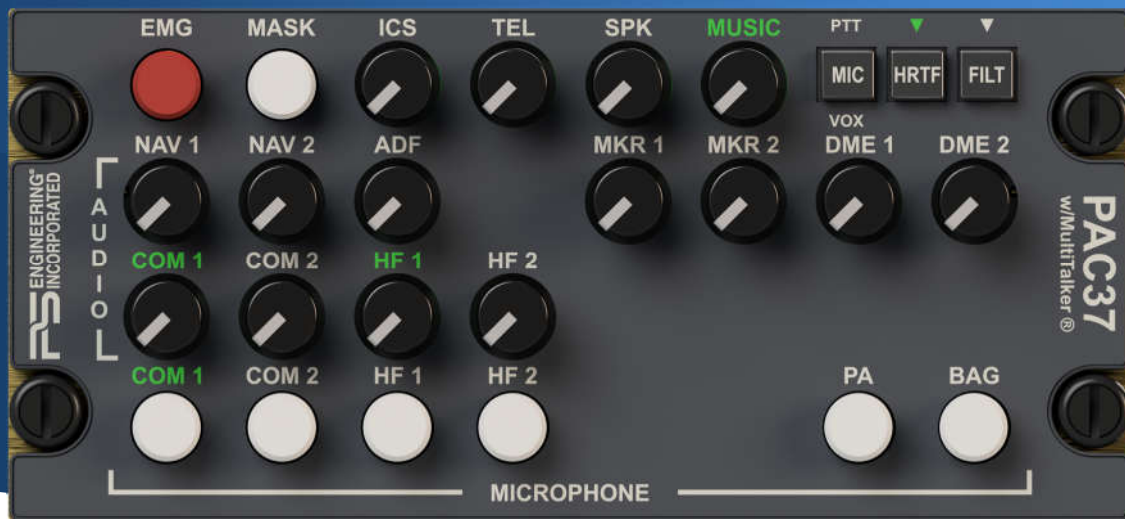 EMG MASK ICS TEL SPK MUSIC PTT ▼ ▼
MIC HRTF FILT
VOX
NAV 1 NAV 2 ADF MKR 1 MKR 2 DME 1 DME 2
AUDIO
PS ENGINEERING® INCORPORATED
PAC37
w/MultiTalker ®
COM 1 COM 2 HF 1 HF 2
COM 1 COM 2 HF 1 HF 2 PA BAG
MICROPHONE